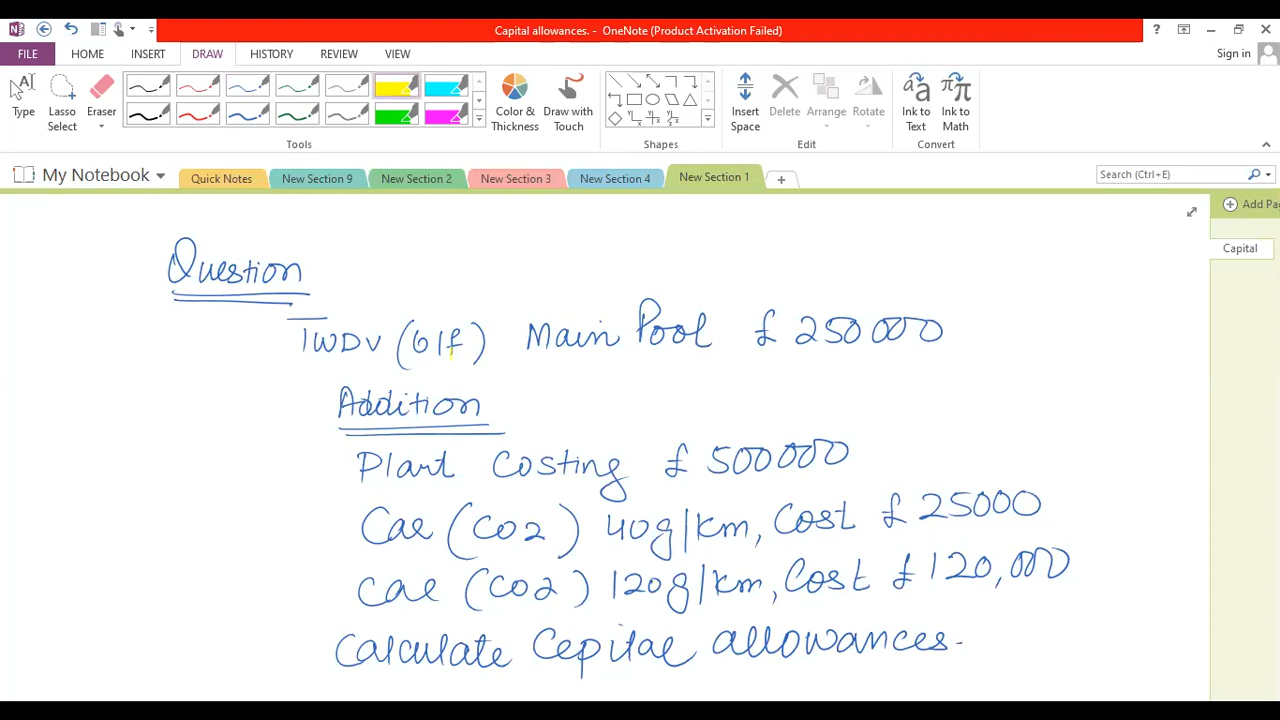 Capital allowances. - OneNote (Product Activation Failed)
FILE HOME INSERT DRAW HISTORY REVIEW VIEW Sign in
Type Lasso Select Eraser Color & Thickness Draw with Touch Insert Space Delete Arrange Rotate Ink to Text Ink to Math
Tools Shapes Edit Convert
My Notebook Quick Notes New Section 9 New Section 2 New Section 3 New Section 4 New Section 1 Search (Ctrl+E)
Add Pa
Capital
Question
TWDV (b/f) Main Pool £ 250000
Addition
Plant Costing £ 500000
Car (CO2) 40g/km, Cost £ 25000
Car (CO2) 120g/km, Cost £ 120,000
Calculate Cepital allowances.